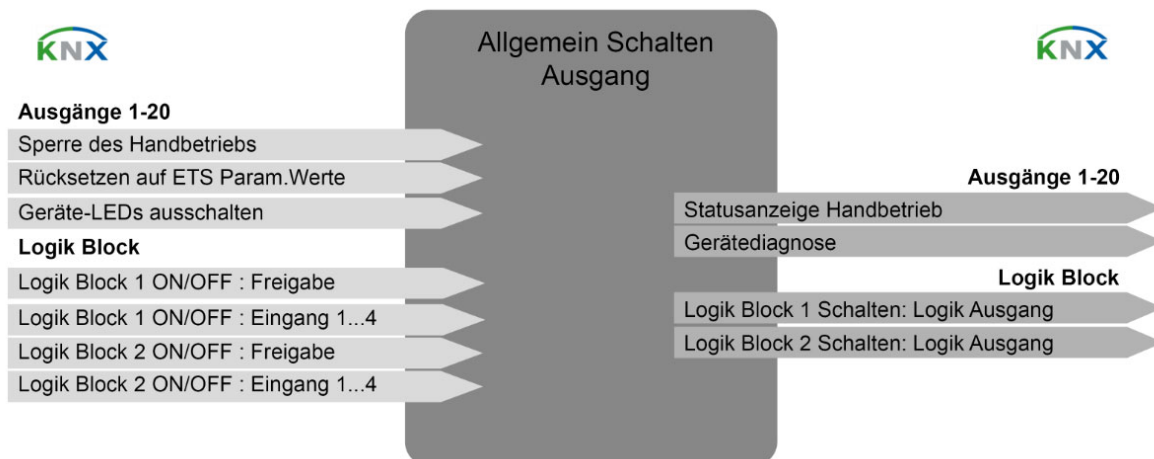 KNX
Allgemein Schalten
Ausgang
KNX
Ausgänge 1-20
Sperre des Handbetriebs
Rücksetzen auf ETS Param.Werte
Geräte-LEDs ausschalten
Logik Block
Logik Block 1 ON/OFF : Freigabe
Logik Block 1 ON/OFF : Eingang 1...4
Logik Block 2 ON/OFF : Freigabe
Logik Block 2 ON/OFF : Eingang 1...4
Ausgänge 1-20
Statusanzeige Handbetrieb
Gerätediagnose
Logik Block
Logik Block 1 Schalten: Logik Ausgang
Logik Block 2 Schalten: Logik Ausgang